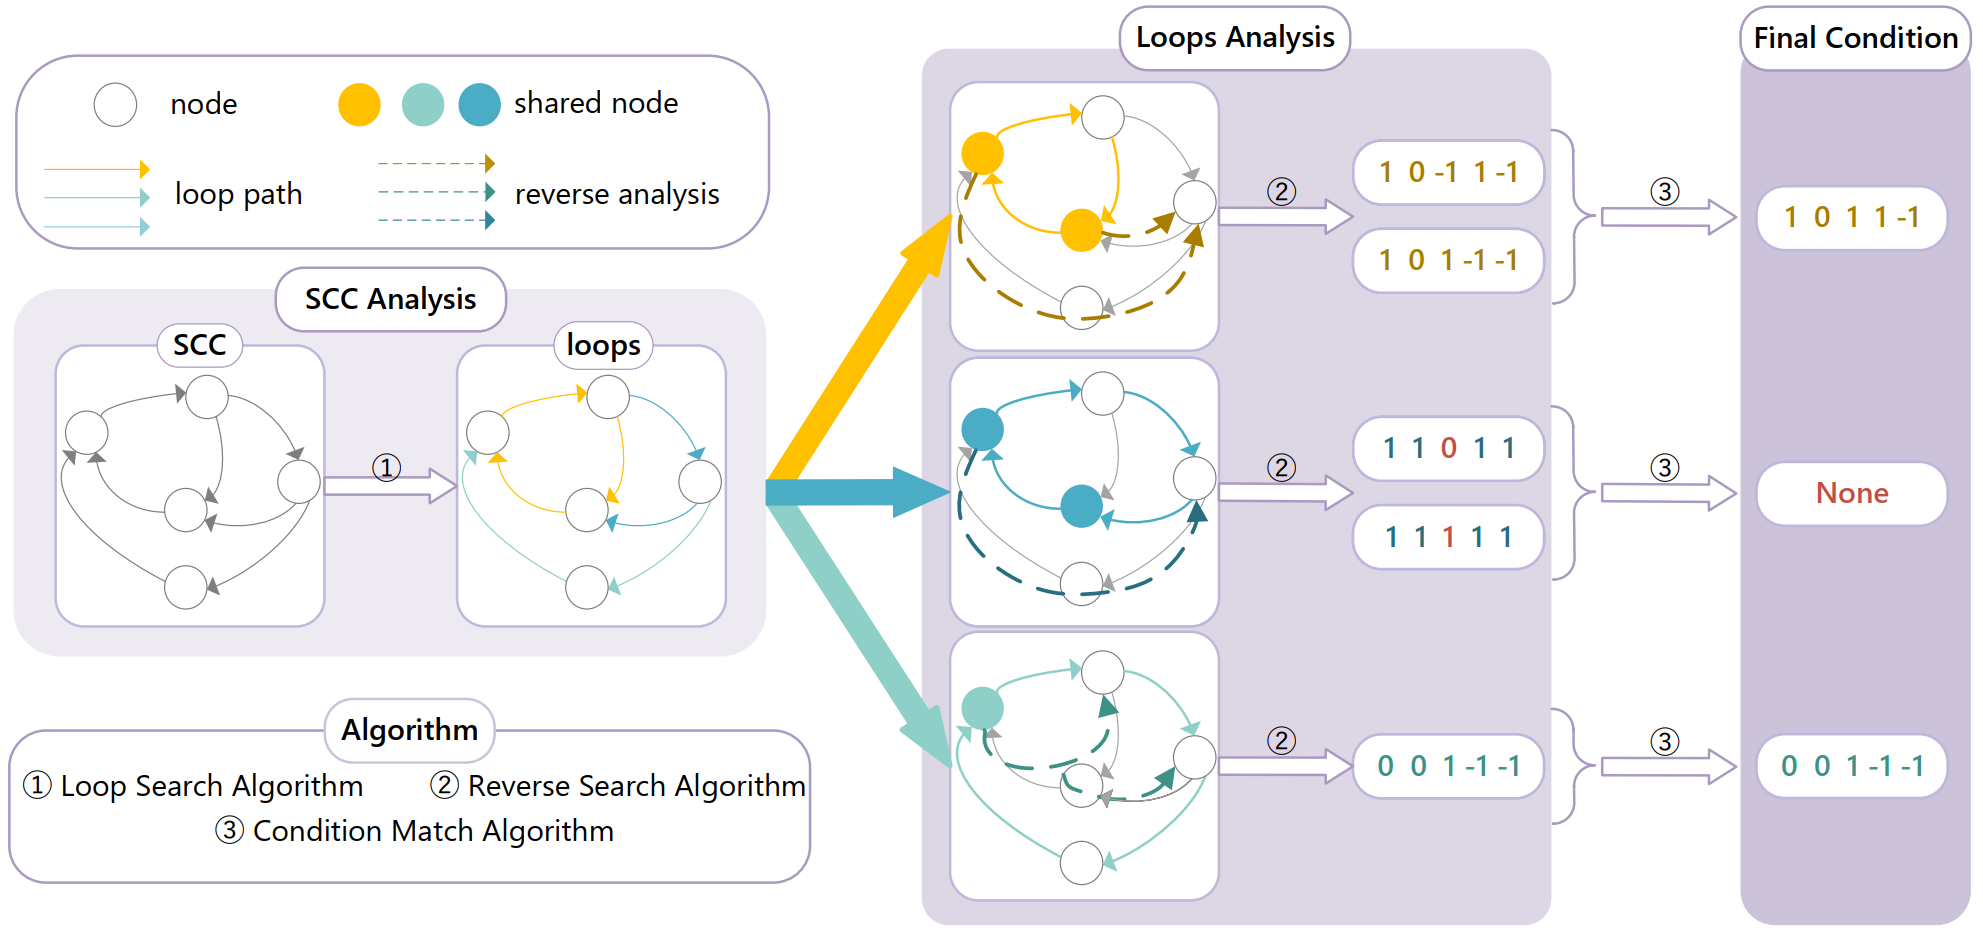 node
shared node
loop path
reverse analysis
SCC Analysis
SCC
loops
①
Algorithm
① Loop Search Algorithm
② Reverse Search Algorithm
③ Condition Match Algorithm
Loops Analysis
②
1 0 -1 1 -1
1 0 1 -1 -1
③
②
1 1 0 1 1
1 1 1 1 1
③
②
0 0 1 -1 -1
③
Final Condition
1 0 1 1 -1
None
0 0 1 -1 -1